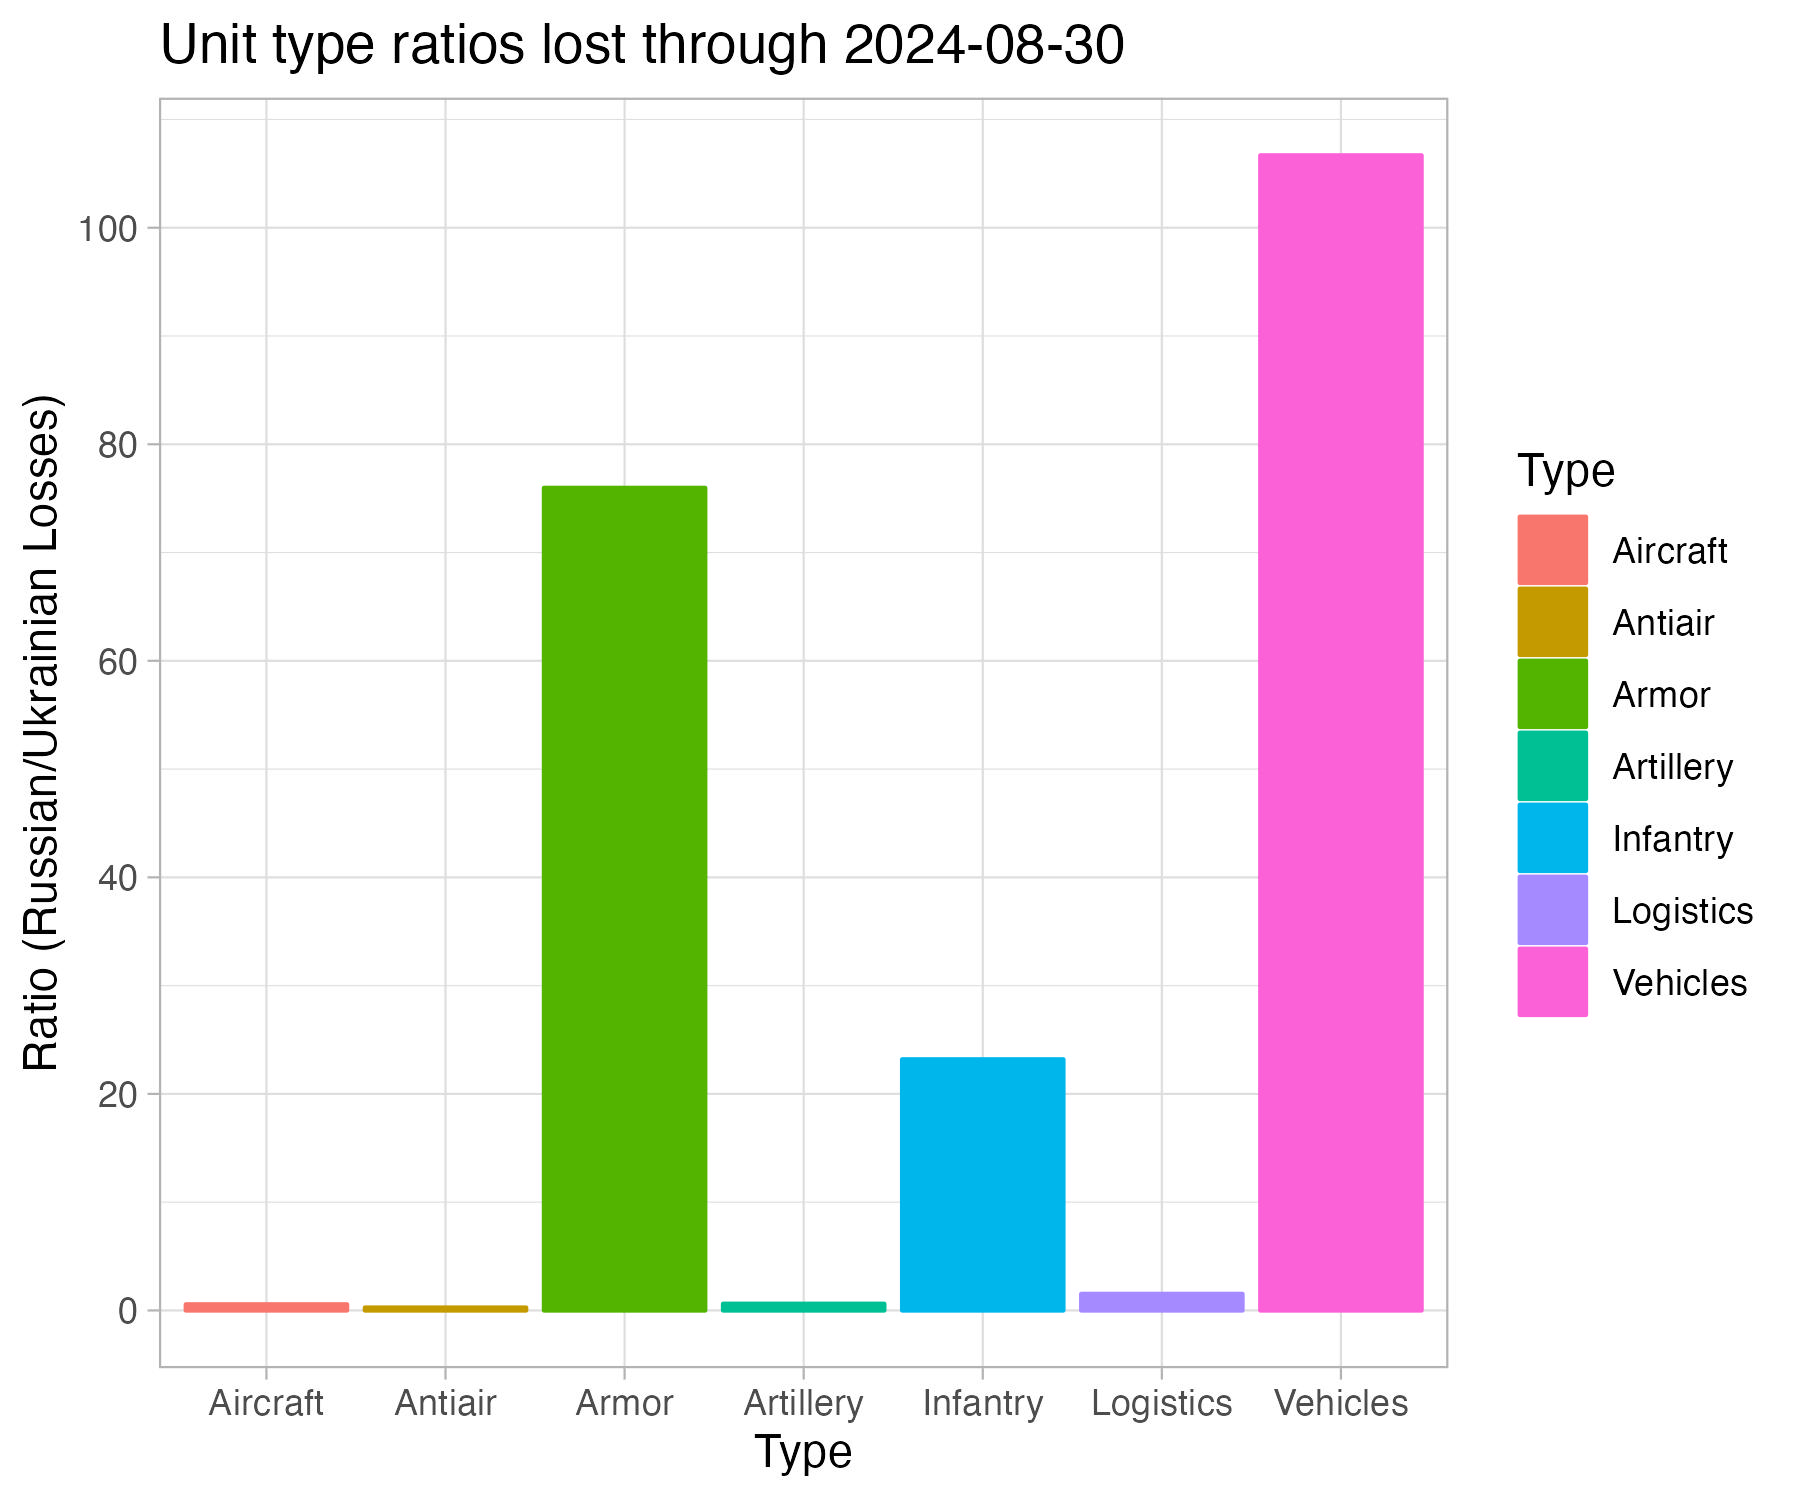 Unit type ratios lost through 2024-08-30
Ratio (Russian/Ukrainian Losses)
100
80
60
40
20
0
Aircraft Antiair Armor Artillery Infantry Logistics Vehicles
Type
Type
Aircraft
Antiair
Armor
Artillery
Infantry
Logistics
Vehicles